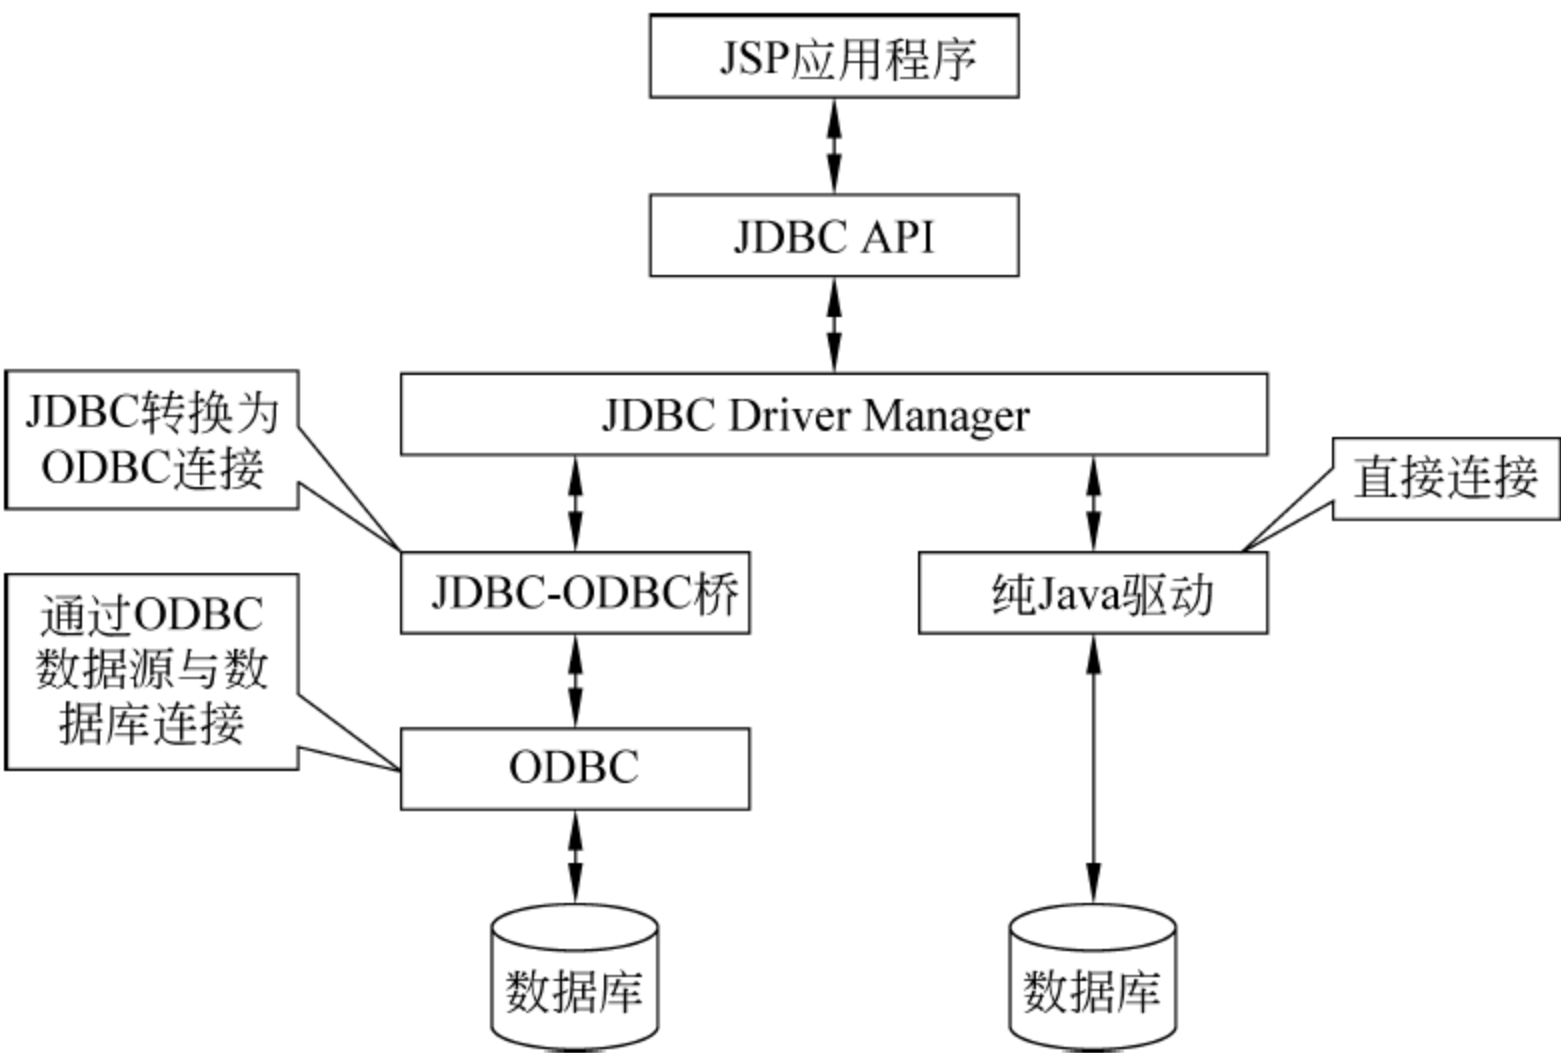 JSP应用程序
JDBC API
JDBC Driver Manager
JDBC转换为
ODBC连接
直接连接
JDBC-ODBC桥
纯Java驱动
通过ODBC
数据源与数
据库连接
ODBC
数据库
数据库